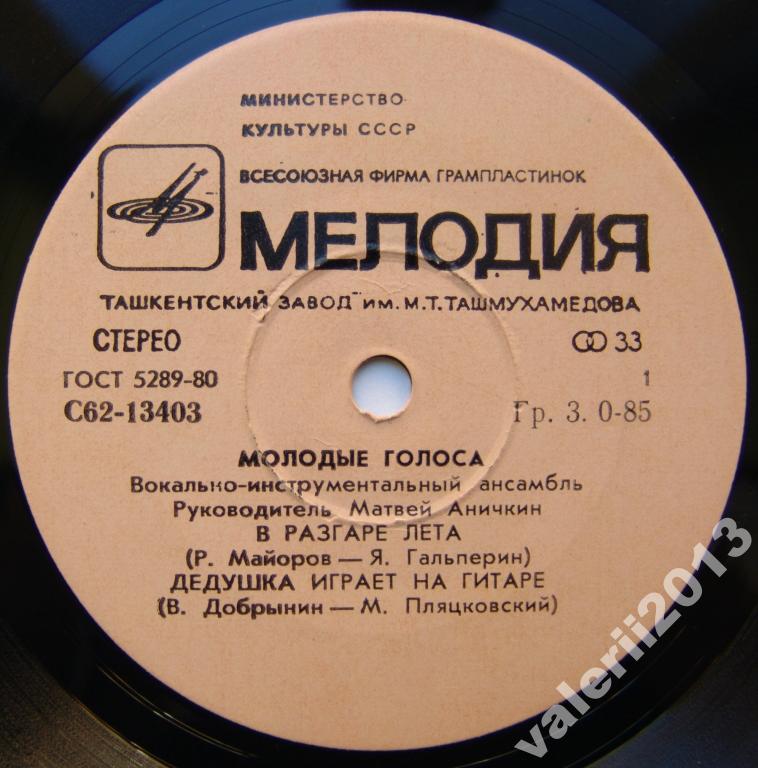 МИНИСТЕРСТВО
КУЛЬТУРЫ СССР
ВСЕСОЮЗНАЯ ФИРМА ГРАМПЛАСТИНОК
МЕЛОДИЯ
ТАШКЕНТСКИЙ ЗАВОД ИМ. М.Т. ТАШМУХАМЕДОВА
СТЕРЕО 33
ГОСТ 5289-80 1
С62-13403 Гр. 3. 0-85
МОЛОДЫЕ ГОЛОСА
Вокально-инструментальный ансамбль
Руководитель Матвей Аничкин
В РАЗГАРЕ ЛЕТА
(Р. Майоров — Я. Гальперин)
ДЕДУШКА ИГРАЕТ НА ГИТАРЕ
(В. Добрынин — М. Пляцковский)
valerii2013